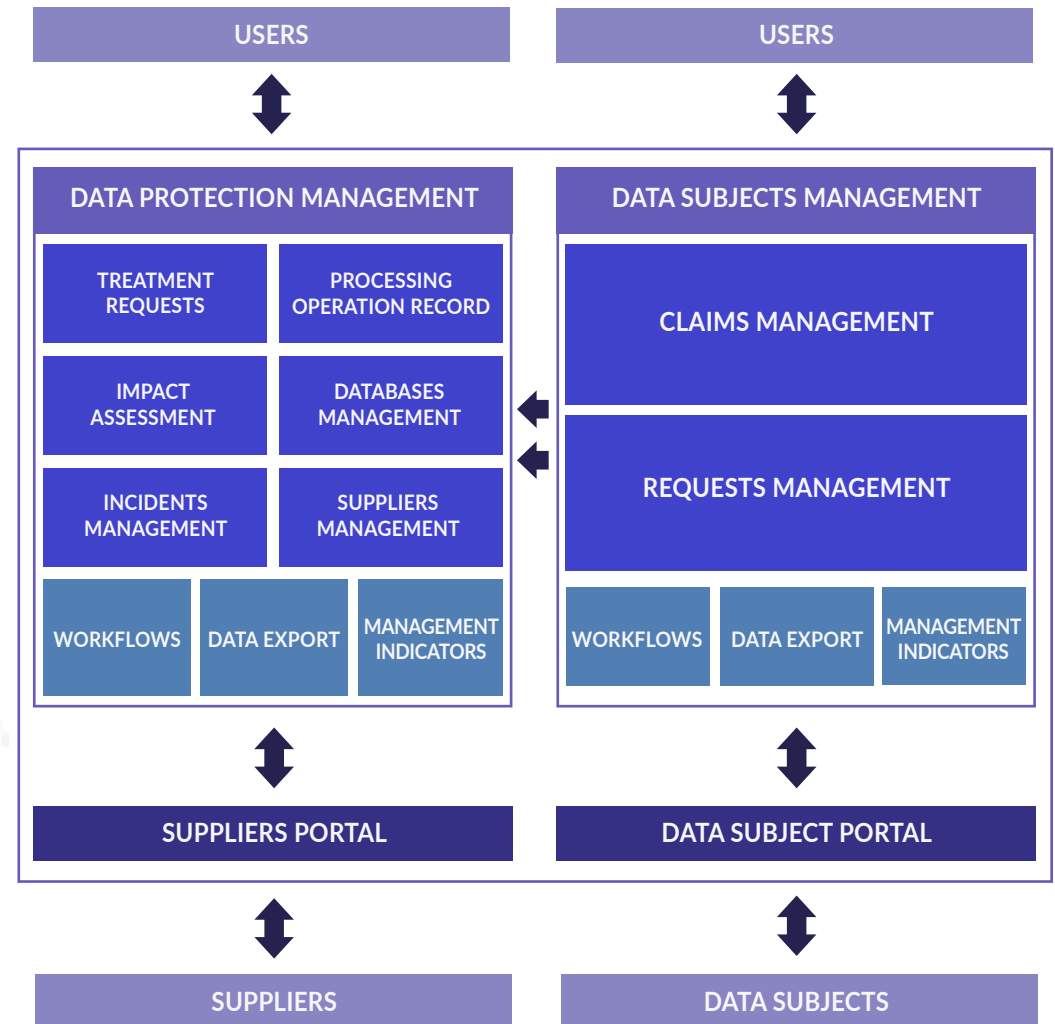 USERS
USERS
DATA PROTECTION MANAGEMENT
TREATMENT
REQUESTS
PROCESSING
OPERATION RECORD
IMPACT
ASSESSMENT
DATABASES
MANAGEMENT
INCIDENTS
MANAGEMENT
SUPPLIERS
MANAGEMENT
WORKFLOWS
DATA EXPORT
MANAGEMENT
INDICATORS
DATA SUBJECTS MANAGEMENT
CLAIMS MANAGEMENT
REQUESTS MANAGEMENT
WORKFLOWS
DATA EXPORT
MANAGEMENT
INDICATORS
SUPPLIERS PORTAL
DATA SUBJECT PORTAL
SUPPLIERS
DATA SUBJECTS